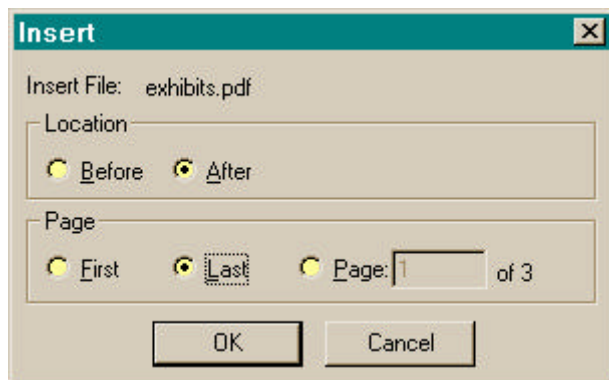 Insert
Insert File: exhibits.pdf
Location
Before After
Page
First Last Page: 1 of 3
OK Cancel